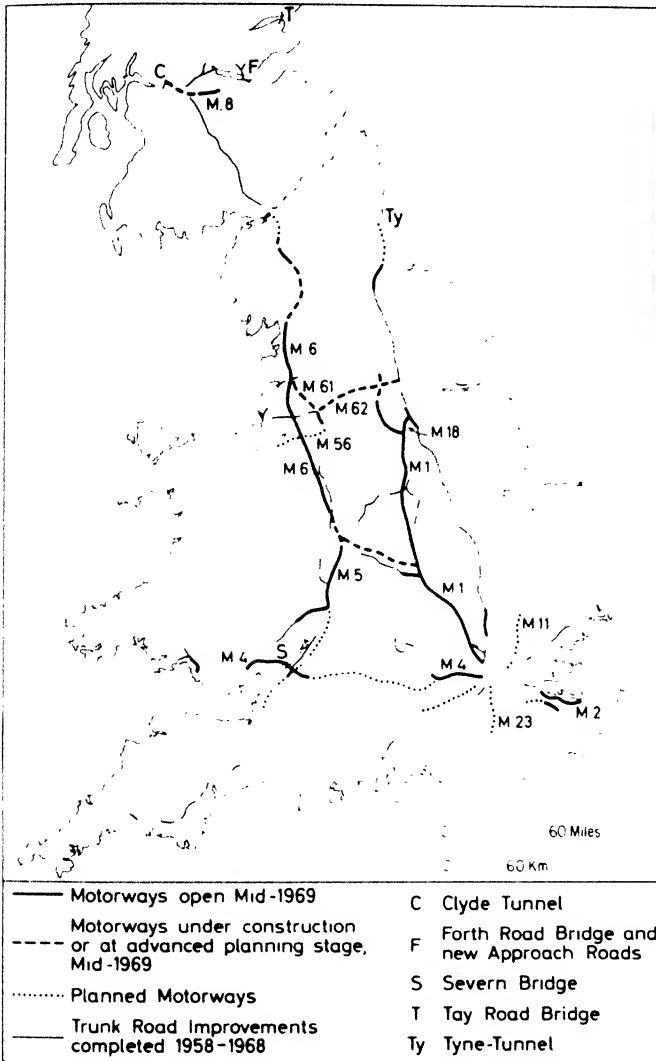 T
C
F
M.8
Ty
M 6
M 61
M 62
M 18
M 56
M 6
M 1
M 5
M 1
M 11
M 4
S
M 4
M 2
M 23
60 Miles
60 Km
Motorways open Mid-1969
Motorways under construction
or at advanced planning stage,
Mid-1969
Planned Motorways
Trunk Road Improvements
completed 1958-1968
C Clyde Tunnel
F Forth Road Bridge and
new Approach Roads
S Severn Bridge
T Tay Road Bridge
Ty Tyne-Tunnel